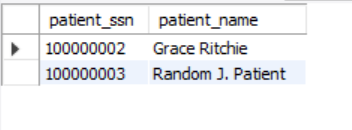 patient_ssn patient_name
100000002 Grace Ritchie
100000003 Random J. Patient